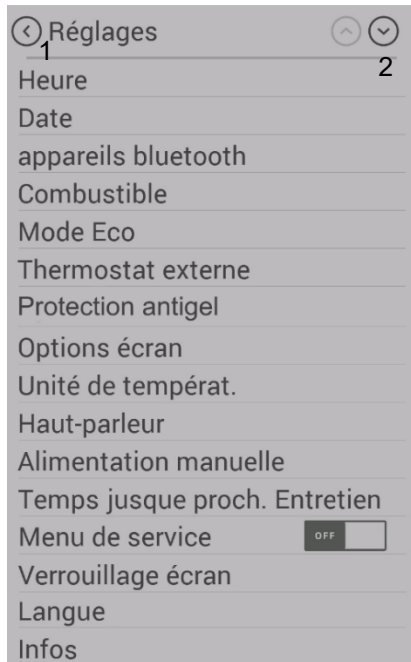 Réglages
1
2
Heure
Date
appareils bluetooth
Combustible
Mode Eco
Thermostat externe
Protection antigel
Options écran
Unité de températ.
Haut-parleur
Alimentation manuelle
Temps jusque proch. Entretien
Menu de service OFF
Verrouillage écran
Langue
Infos